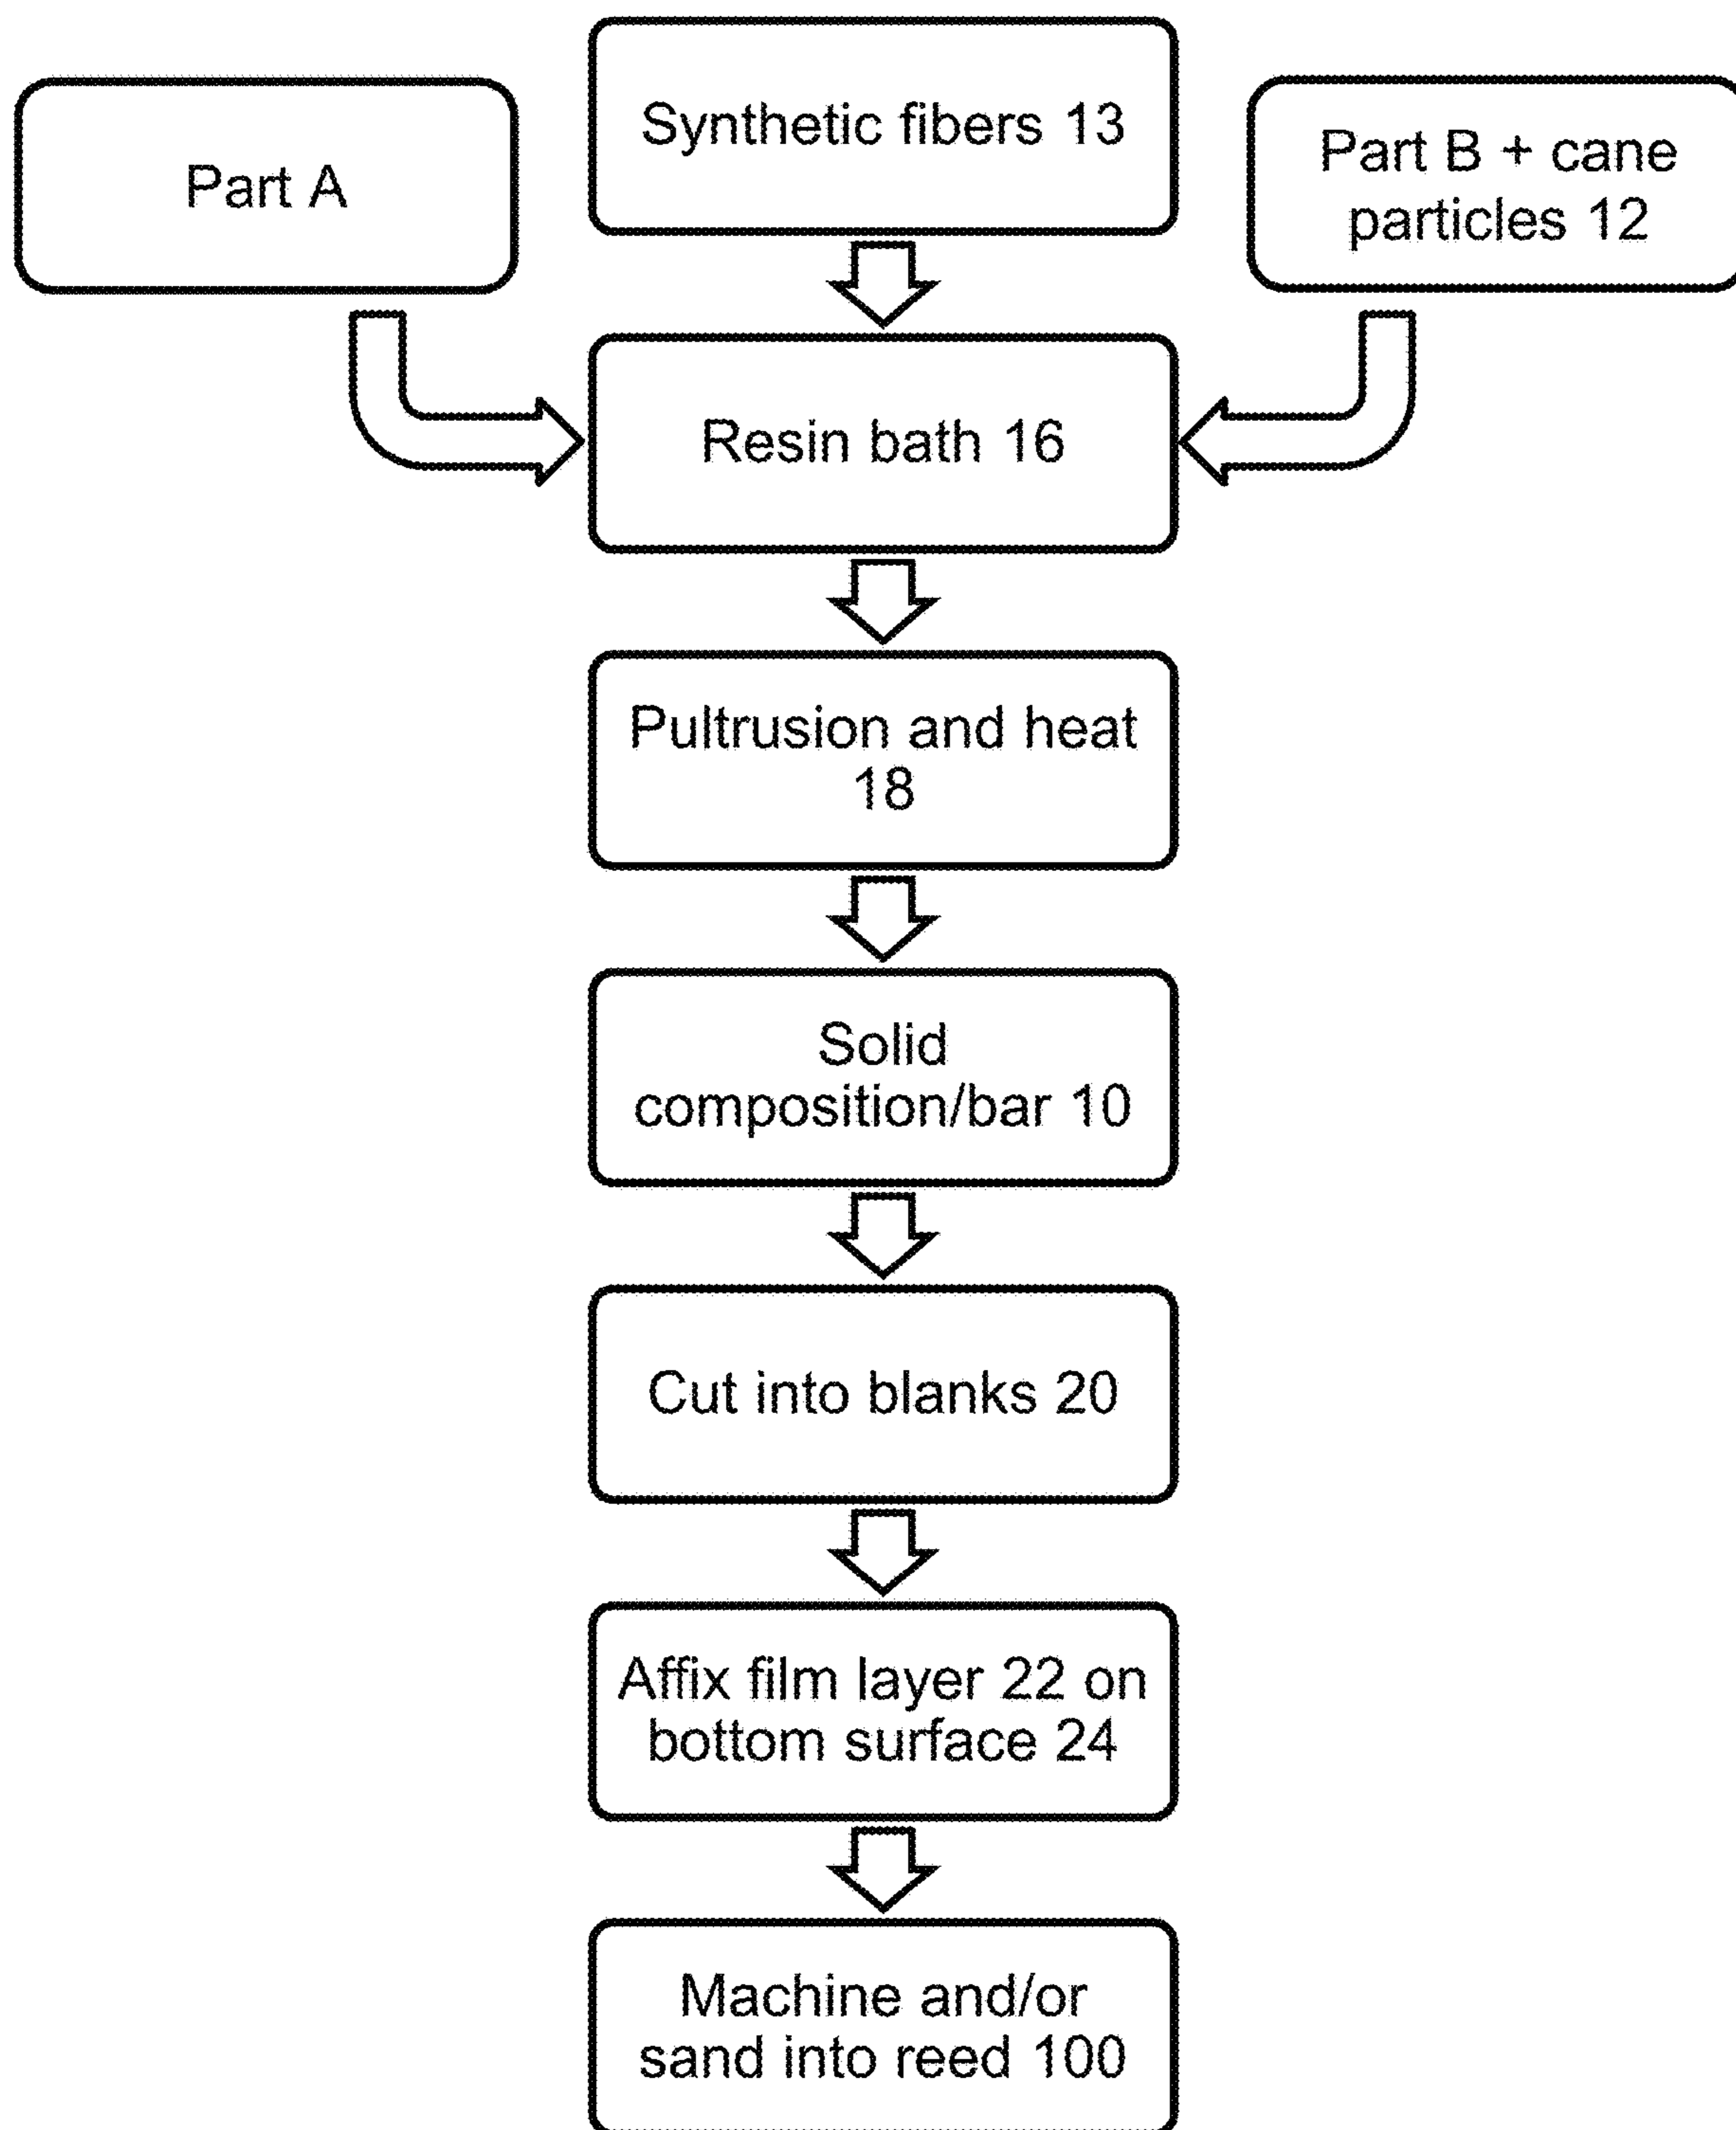 Synthetic fibers 13
Part A
Part B + cane
particles 12
Resin bath 16
Pultrusion and heat
18
Solid
composition/bar 10
Cut into blanks 20
Affix film layer 22 on
bottom surface 24
Machine and/or
sand into reed 100